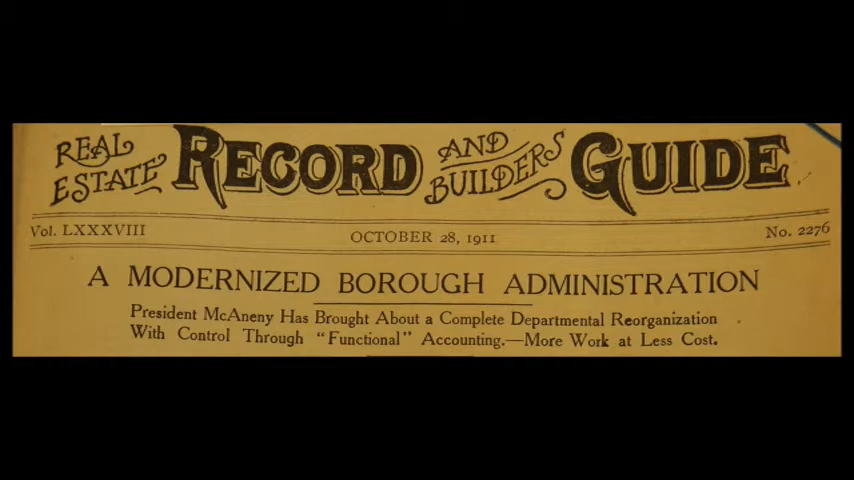 REAL ESTATE RECORD AND BUILDERS GUIDE
Vol. LXXXVIII OCTOBER 28, 1911 No. 2276
A MODERNIZED BOROUGH ADMINISTRATION
President McAneny Has Brought About a Complete Departmental Reorganization
With Control Through “Functional” Accounting.—More Work at Less Cost.